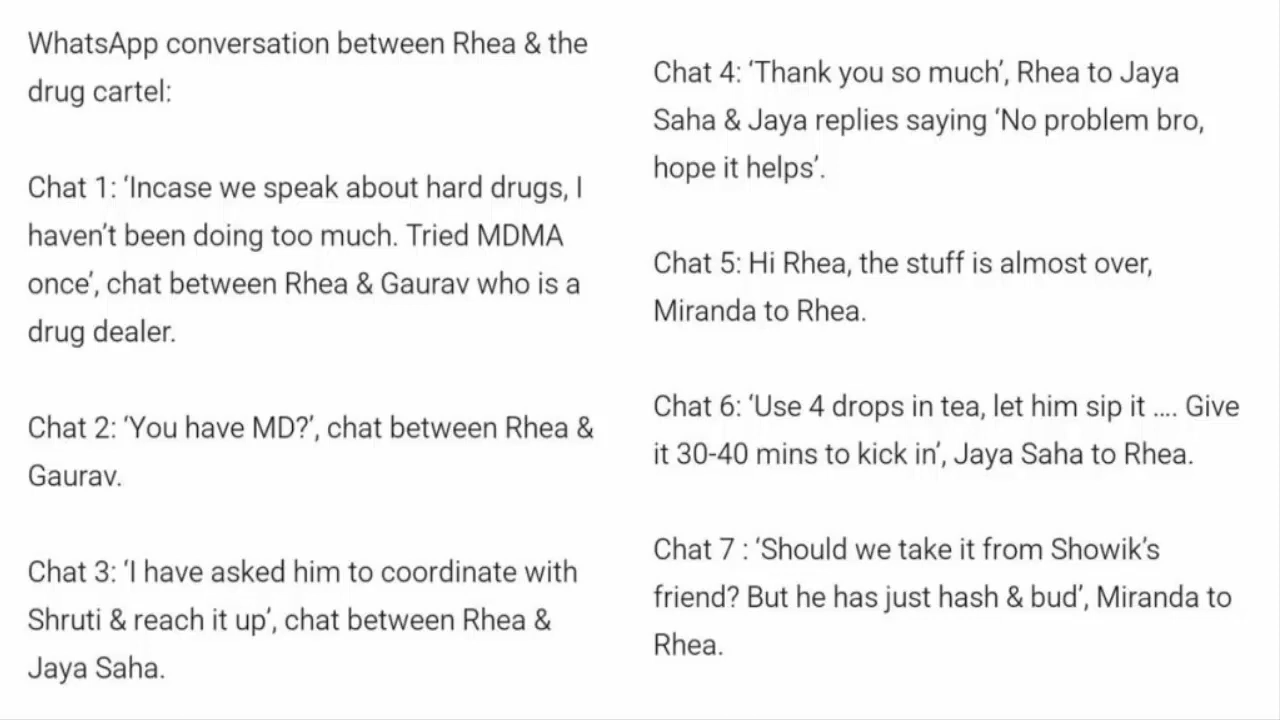 WhatsApp conversation between Rhea & the
drug cartel:
Chat 1: ‘Incase we speak about hard drugs, I
haven’t been doing too much. Tried MDMA
once’, chat between Rhea & Gaurav who is a
drug dealer.
Chat 2: ‘You have MD?’, chat between Rhea &
Gaurav.
Chat 3: ‘I have asked him to coordinate with
Shruti & reach it up’, chat between Rhea &
Jaya Saha.
Chat 4: ‘Thank you so much’, Rhea to Jaya
Saha & Jaya replies saying ‘No problem bro,
hope it helps’.
Chat 5: Hi Rhea, the stuff is almost over,
Miranda to Rhea.
Chat 6: ‘Use 4 drops in tea, let him sip it .... Give
it 30-40 mins to kick in’, Jaya Saha to Rhea.
Chat 7 : ‘Should we take it from Showik’s
friend? But he has just hash & bud’, Miranda to
Rhea.